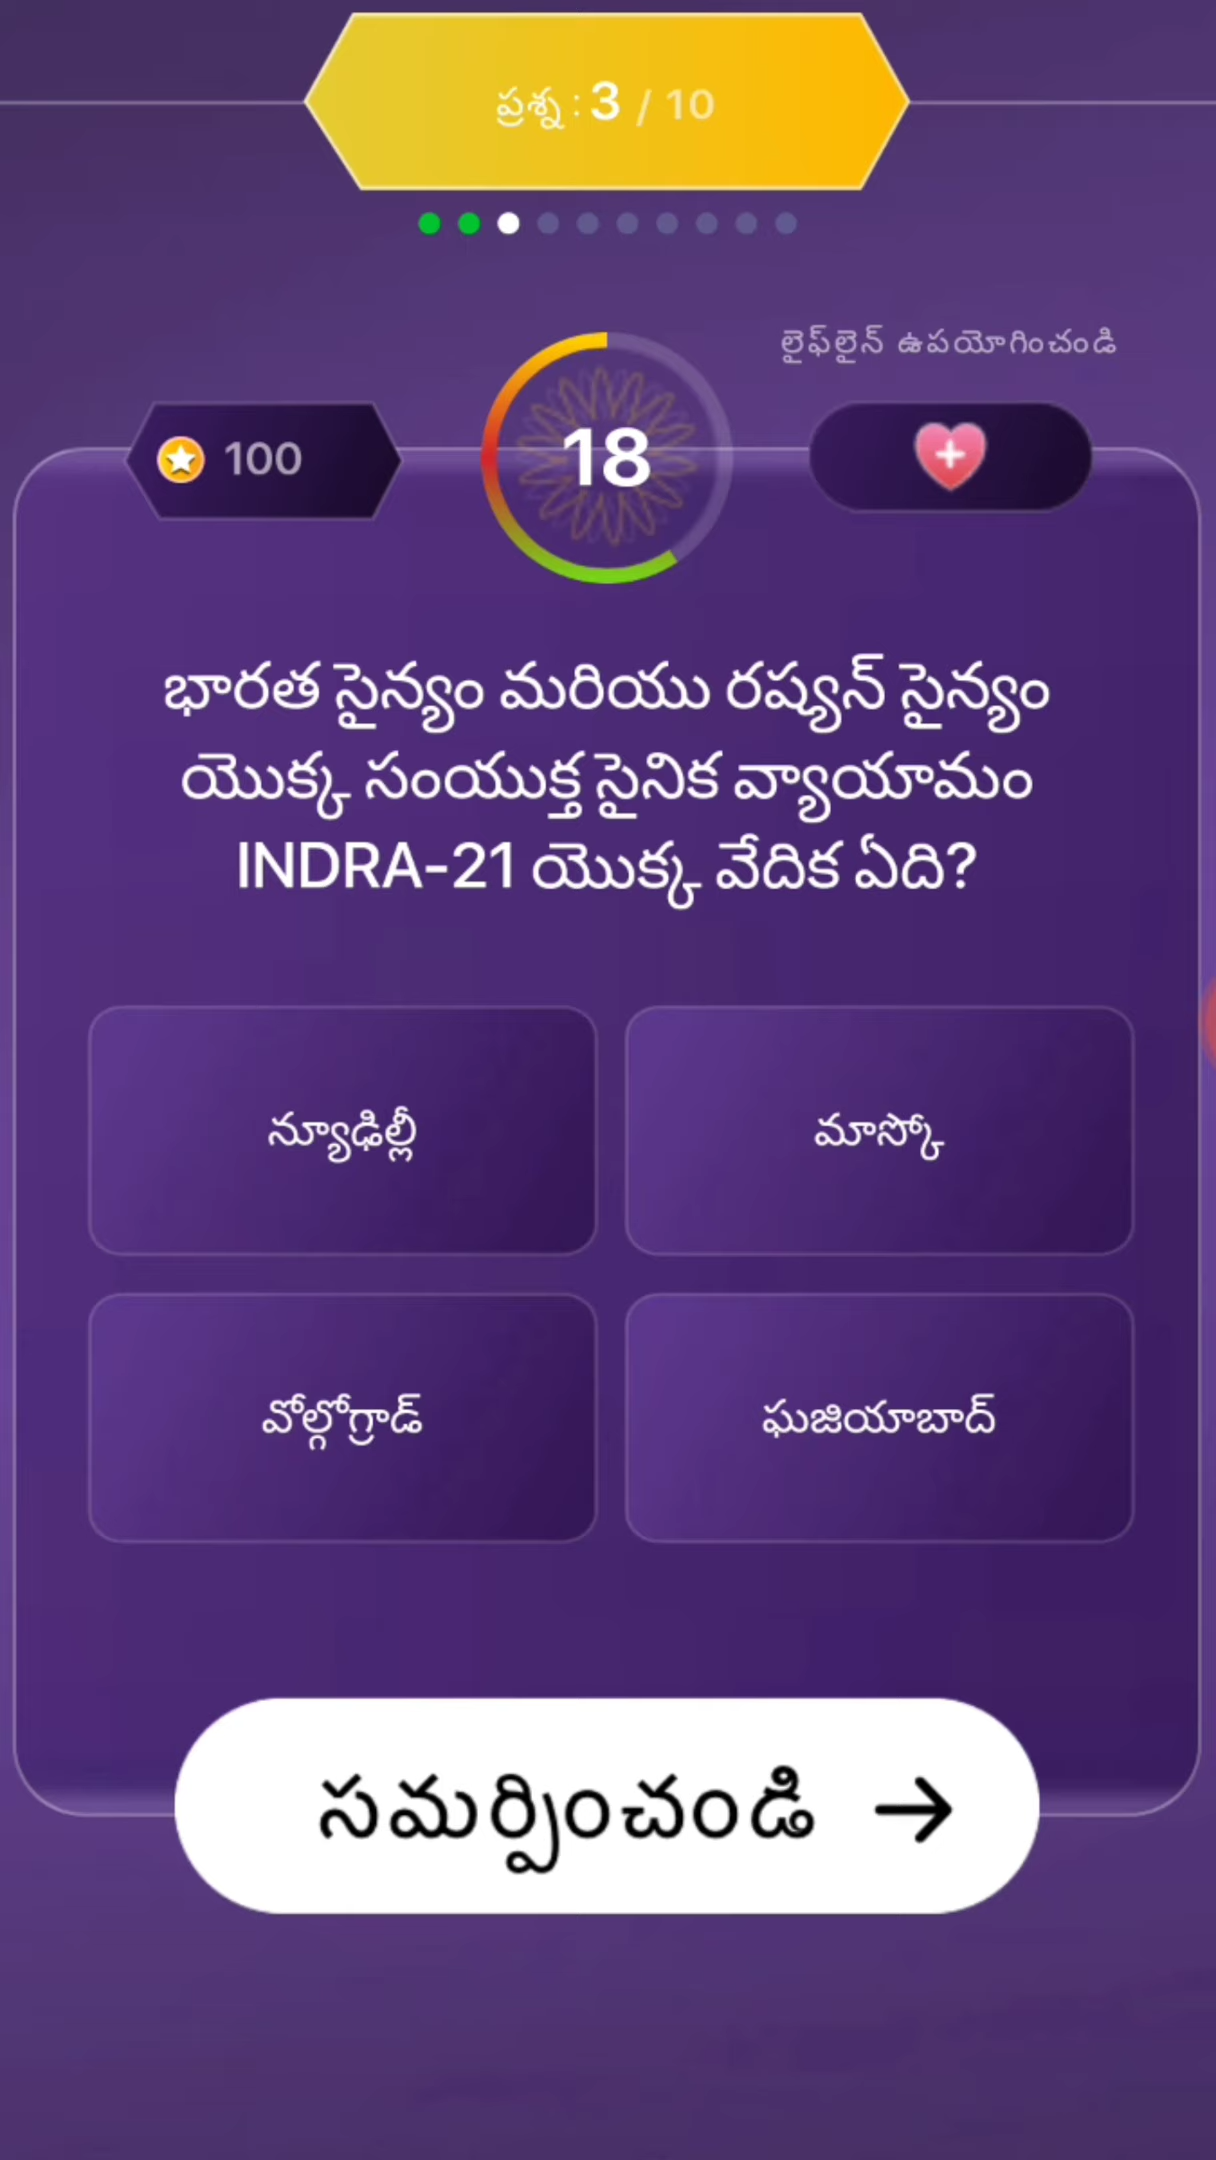 ప్రశ్న : 3 / 10
లైఫ్‌లైన్ ఉపయోగించండి
100
18
భారత సైన్యం మరియు రష్యన్ సైన్యం
యొక్క సంయుక్త సైనిక వ్యాయామం
INDRA-21 యొక్క వేదిక ఏది?
న్యూఢిల్లీ
మాస్కో
వోల్గోగ్రాడ్
ఘజియాబాద్
సమర్పించండి →